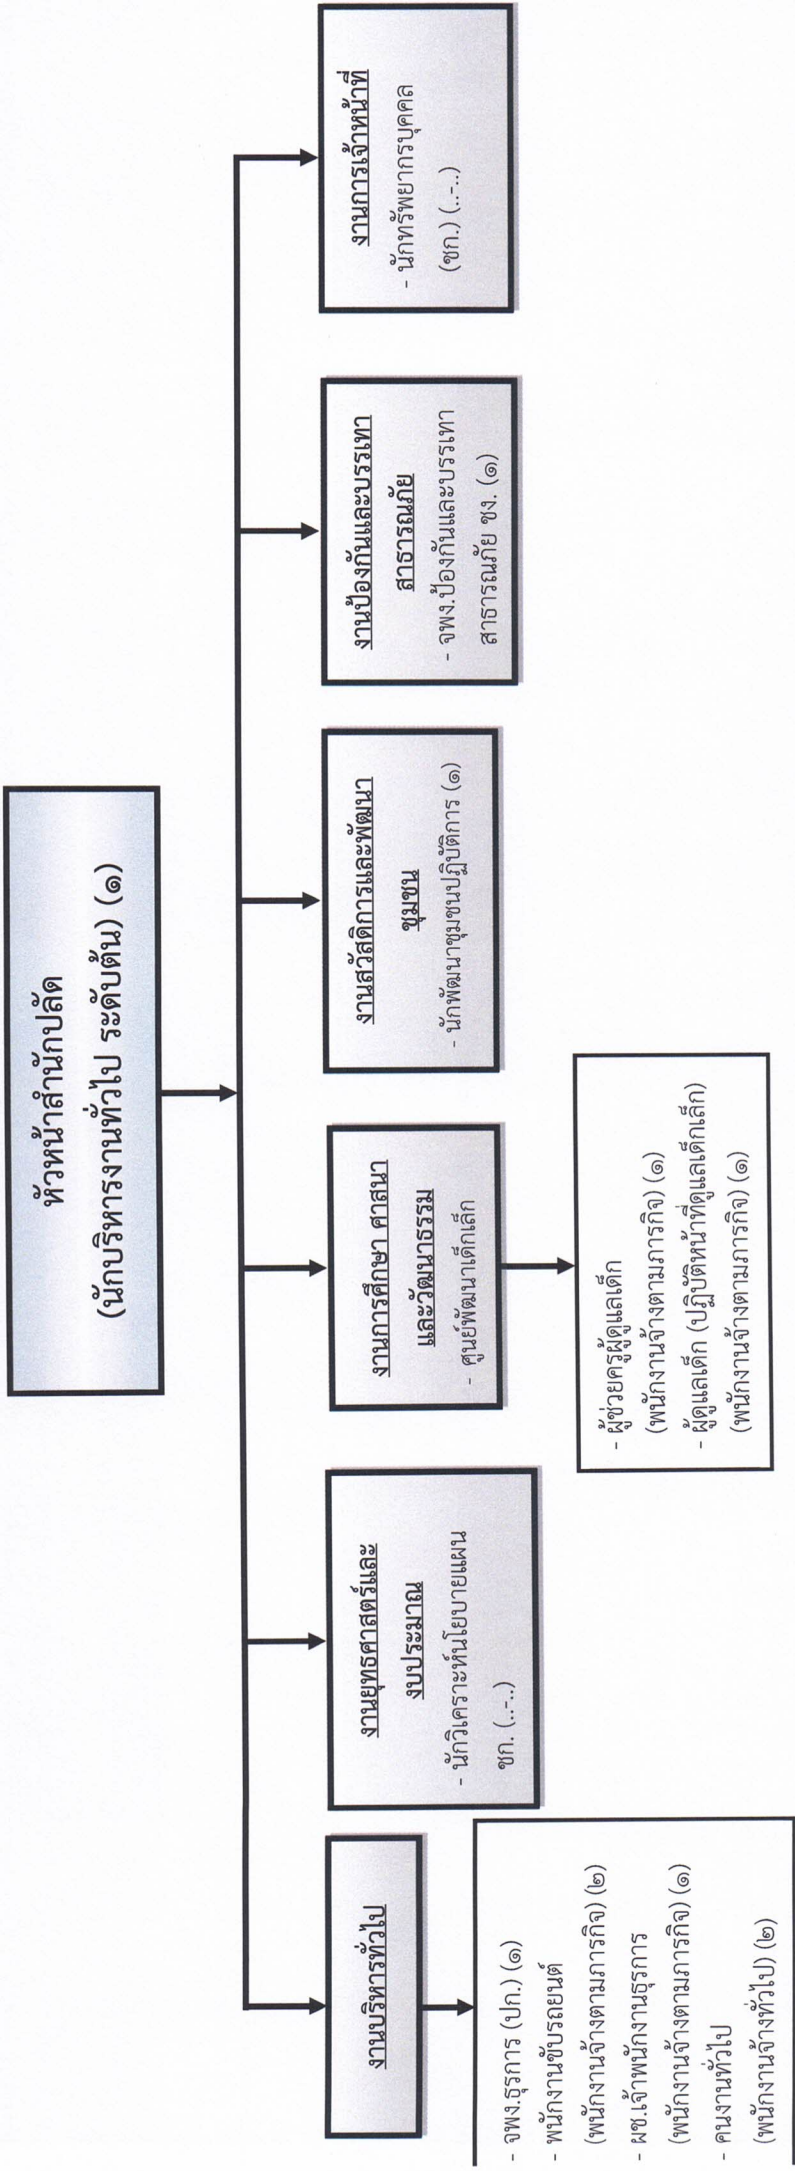 หัวหน้าสำนักปลัด
(นักบริหารงานทั่วไป ระดับต้น) (๑)
งานบริหารทั่วไป
- จพง.ธุรการ (ปก.) (๑)
- พนักงานขับรถยนต์
(พนักงานจ้างตามภารกิจ) (๒)
- ผช.เจ้าพนักงานธุรการ
(พนักงานจ้างตามภารกิจ) (๑)
- คนงานทั่วไป
(พนักงานจ้างทั่วไป) (๒)
งานยุทธศาสตร์และ
งบประมาณ
- นักวิเคราะห์นโยบายแผน
ชก. (..-..)
งานการศึกษา ศาสนา
และวัฒนาธรรม
- ศูนย์พัฒนาเด็กเล็ก
- ผู้ช่วยครูผู้ดูแลเด็ก
(พนักงานจ้างตามภารกิจ) (๑)
- ผู้ดูแลเด็ก (ปฏิบัติหน้าที่ดูแลเด็กเล็ก)
(พนักงานจ้างตามภารกิจ) (๑)
งานสวัสดิการและพัฒนา
ชุมชน
- นักพัฒนาชุมชนปฏิบัติการ (๑)
งานป้องกันและบรรเทา
สาธารณภัย
- จพง.ป้องกันและบรรเทา
สาธารณภัย ชง. (๑)
งานการเจ้าหน้าที่
- นักทรัพยากรบุคคล
(ชก.) (..-..)